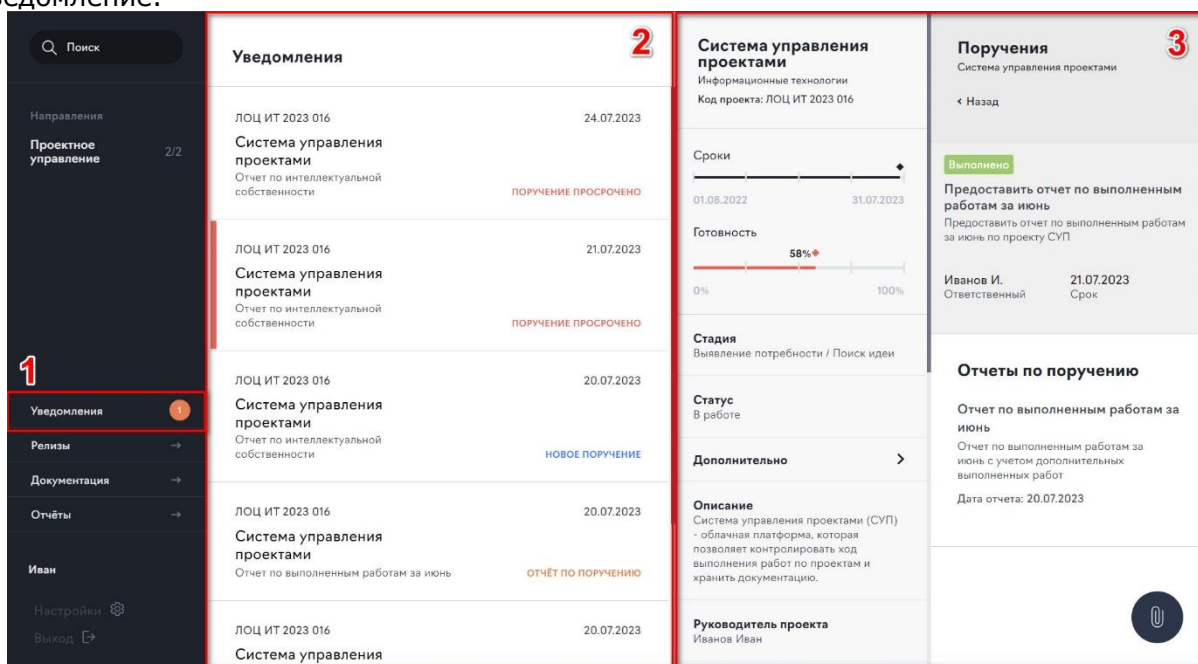 Поиск
Направления
Проектное
управление
2/2
1
Уведомления
1
Релизы
Документация
Отчёты
Иван
Настройки
Выход
Уведомления
2
ЛОЦ ИТ 2023 016
24.07.2023
Система управления
проектами
Отчет по интеллектуальной
собственности
ПОРУЧЕНИЕ ПРОСРОЧЕНО
ЛОЦ ИТ 2023 016
21.07.2023
Система управления
проектами
Отчет по интеллектуальной
собственности
ПОРУЧЕНИЕ ПРОСРОЧЕНО
ЛОЦ ИТ 2023 016
20.07.2023
Система управления
проектами
Отчет по интеллектуальной
собственности
НОВОЕ ПОРУЧЕНИЕ
ЛОЦ ИТ 2023 016
20.07.2023
Система управления
проектами
Отчет по выполненным работам за июнь
ОТЧЁТ ПО ПОРУЧЕНИЮ
ЛОЦ ИТ 2023 016
20.07.2023
Система управления
Система управления
проектами
Информационные технологии
Код проекта: ЛОЦ ИТ 2023 016
Сроки
01.08.2022
31.07.2023
Готовность
58%
0%
100%
Стадия
Выявление потребности / Поиск идеи
Статус
В работе
Дополнительно
Описание
Система управления проектами (СУП)
- облачная платформа, которая
позволяет контролировать ход
выполнения работ по проектам и
хранить документацию.
Руководитель проекта
Иванов Иван
Поручения
3
Система управления проектами
< Назад
Выполнено
Предоставить отчет по выполненным
работам за июнь
Предоставить отчет по выполненным работам
за июнь по проекту СУП
Иванов И.
21.07.2023
Ответственный
Срок
Отчеты по поручению
Отчет по выполненным работам за
июнь
Отчет по выполненным работам за
июнь с учетом дополнительных
выполненных работ
Дата отчета: 20.07.2023